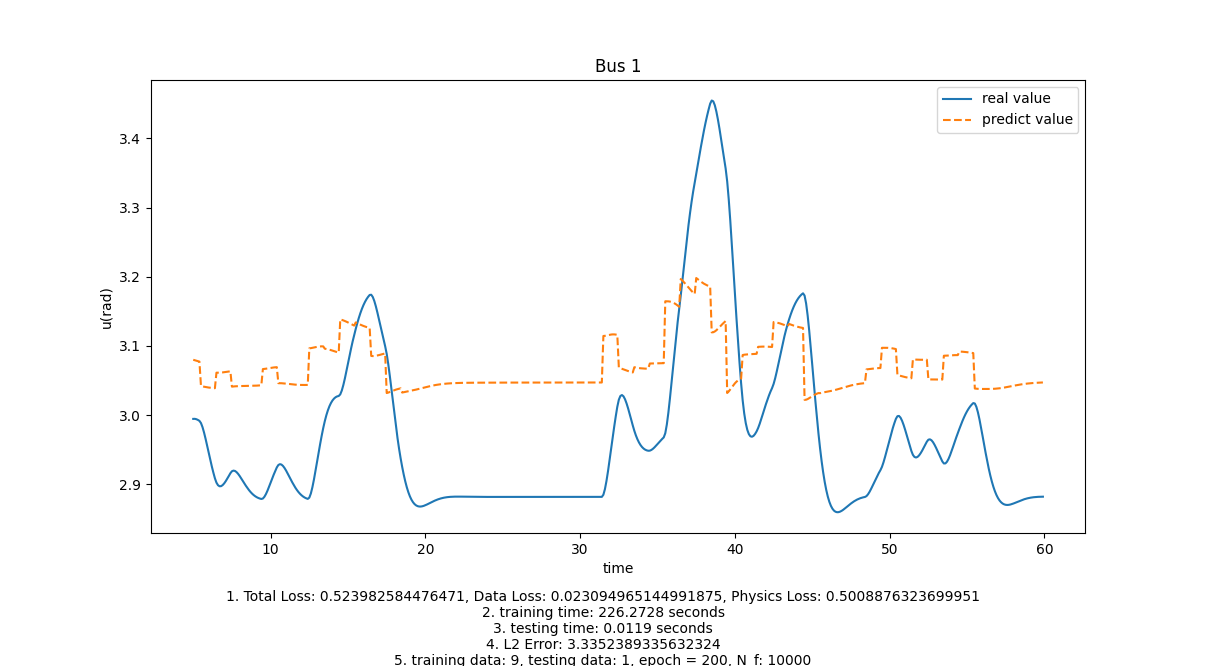 Bus 1
real value
predict value
3.4
3.3
3.2
3.1
3.0
2.9
u(rad)
10
20
30
40
50
60
time
1. Total Loss: 0.523982584476471, Data Loss: 0.023094965144991875, Physics Loss: 0.5008876323699951
2. training time: 226.2728 seconds
3. testing time: 0.0119 seconds
4. L2 Error: 3.3352389335632324
5. training data: 9, testing data: 1, epoch = 200, N_f: 10000